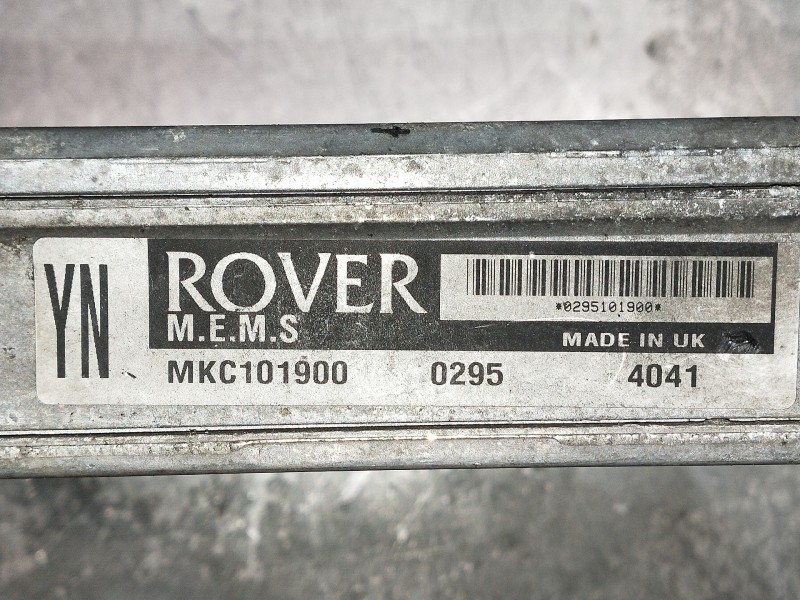 YN
ROVER
M.E.M.S
*0295101900*
MADE IN UK
MKC101900 0295 4041